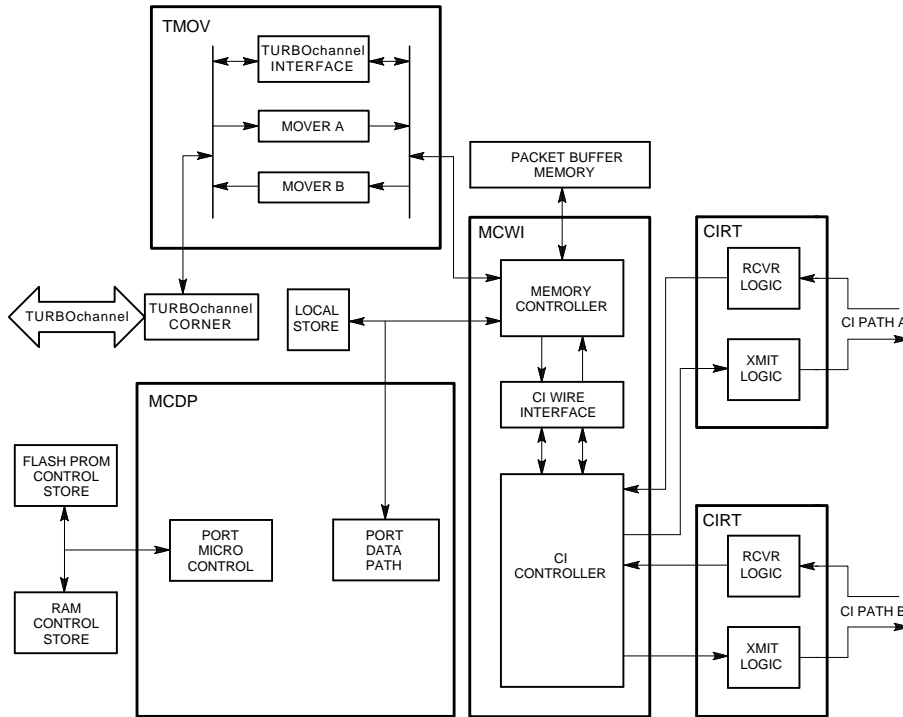 TMOV
TURBOchannel
INTERFACE
MOVER A
MOVER B
PACKET BUFFER
MEMORY
MCWI
MEMORY
CONTROLLER
CIRT
RCVR
LOGIC
XMIT
LOGIC
CI PATH A
TURBOchannel
TURBOchannel
CORNER
LOCAL
STORE
CI WIRE
INTERFACE
MCDP
FLASH PROM
CONTROL
STORE
PORT
MICRO
CONTROL
PORT
DATA
PATH
RAM
CONTROL
STORE
CI
CONTROLLER
CIRT
RCVR
LOGIC
XMIT
LOGIC
CI PATH B